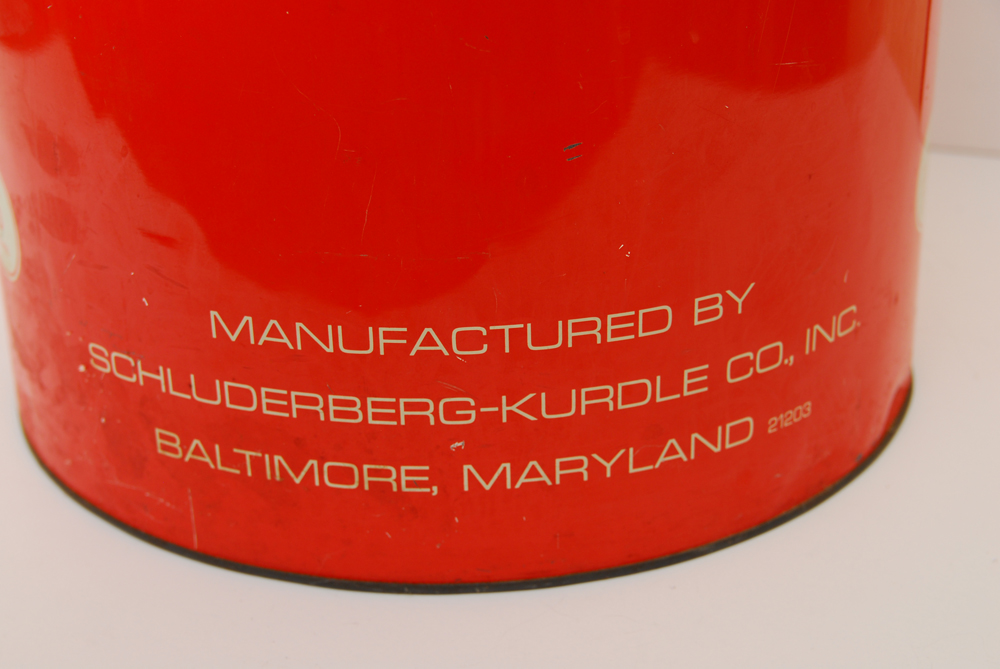 MANUFACTURED BY
SCHLUDERBERG-KURDLE CO., INC.
BALTIMORE, MARYLAND 21203